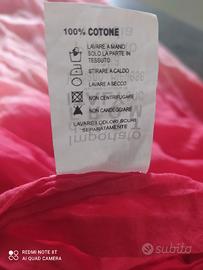 100% COTONE
LAVARE A MANO
SOLO LA PARTE IN
TESSUTO
STIRARE A CALDO
LAVARE A SECCO
NON CENTRIFUGARE
NON CANDEGGIARE
LAVARE COLORI SCURI
SEPARATAMENTE
Importato
REDMI NOTE 8T
AI QUAD CAMERA
subito